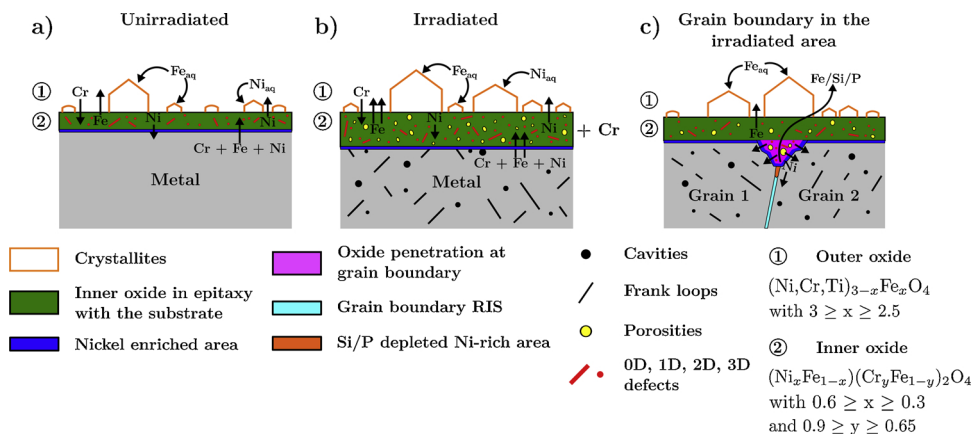 a)
Unirradiated
①
②
Cr
Fe
Fe_aq
Ni_aq
Ni
Cr + Fe + Ni
Metal
b)
Irradiated
①
②
Cr
Fe
Fe_aq
Ni
Ni_aq
Ni
Cr + Fe + Ni
+ Cr
Metal
c)
Grain boundary in the
irradiated area
①
②
Fe_aq
Fe/Si/P
Fe
Ni
Grain 1
Grain 2
Crystallites
Inner oxide in epitaxy
with the substrate
Nickel enriched area
Oxide penetration at
grain boundary
Grain boundary RIS
Si/P depleted Ni-rich area
Cavities
Frank loops
Porosities
0D, 1D, 2D, 3D
defects
① Outer oxide
(Ni,Cr,Ti)₃₋ₓFeₓO₄
with 3 ≥ x ≥ 2.5
② Inner oxide
(NiₓFe₁₋ₓ)(Cr_yFe_{1−y})₂O₄
with 0.6 ≥ x ≥ 0.3
and 0.9 ≥ y ≥ 0.65